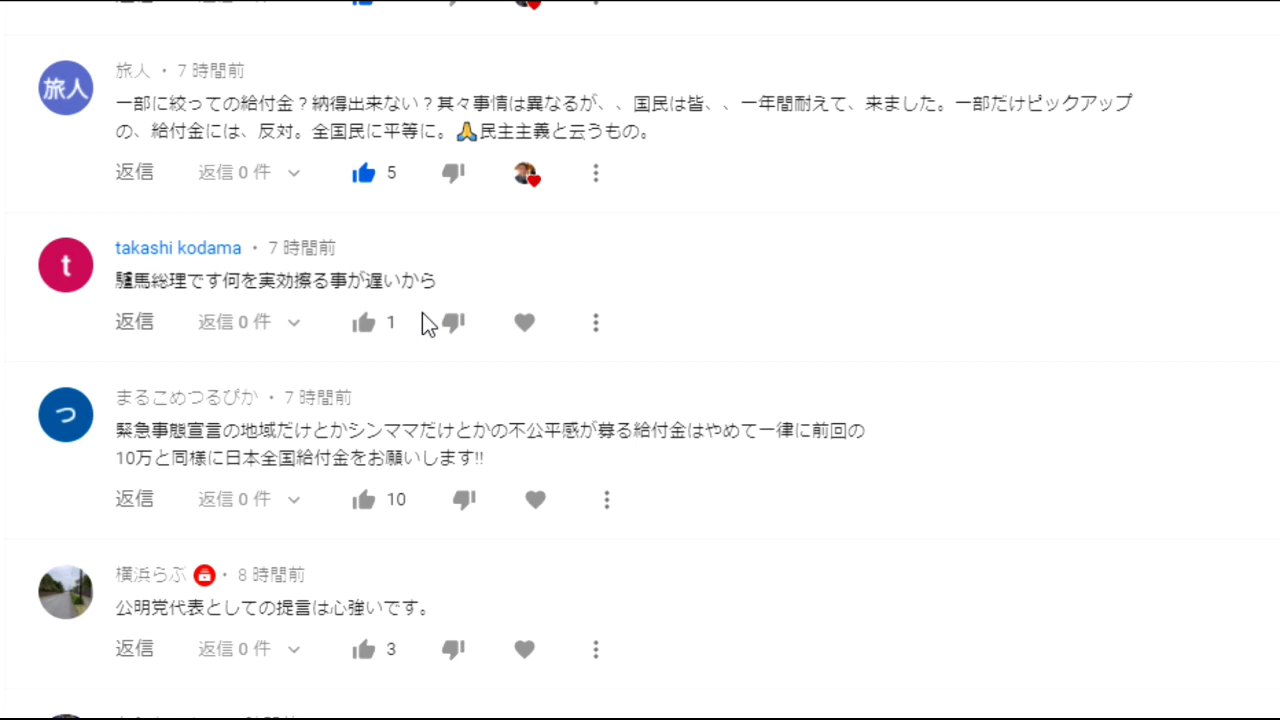 旅人
旅人 • 7 時間前
一部に絞っての給付金？納得出来ない？其々事情は異なるが、、国民は皆、、一年間耐えて、来ました。一部だけピックアップ
の、給付金には、反対。全国民に平等に。🙏民主主義と云うもの。
返信 返信 0 件 5
t
takashi kodama • 7 時間前
驢馬総理です何を実効擦る事が遅いから
返信 返信 0 件 1
つ
まるこめつるぴか • 7 時間前
緊急事態宣言の地域だけとかシンママだけとかの不公平感が募る給付金はやめて一律に前回の
10万と同様に日本全国給付金をお願いします!!
返信 返信 0 件 10
横浜らぶ • 8 時間前
公明党代表としての提言は心強いです。
返信 返信 0 件 3